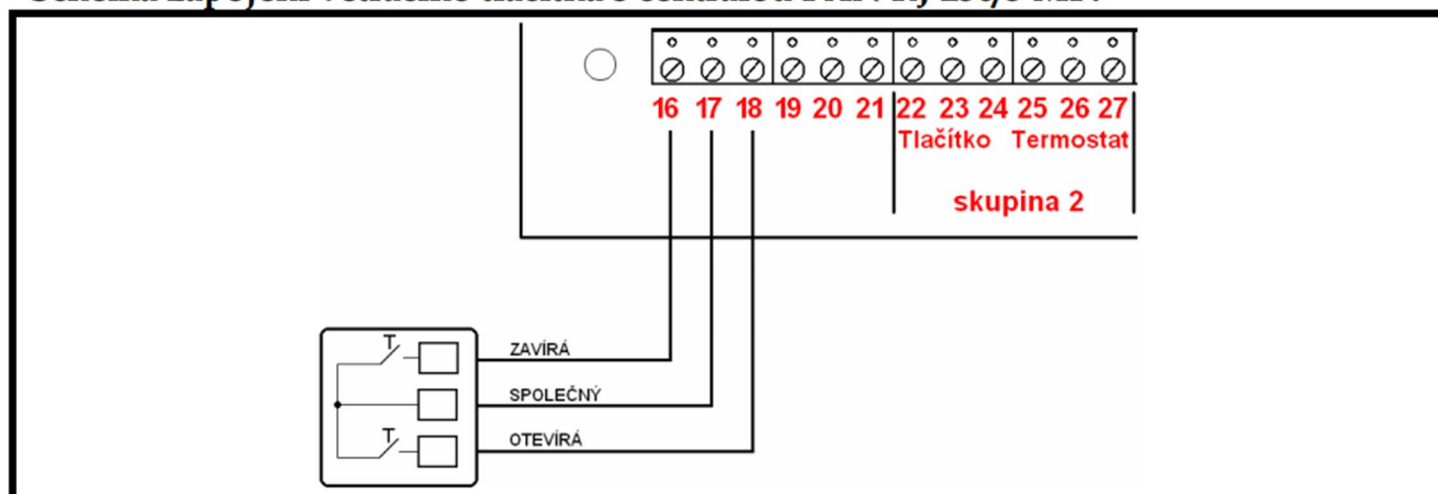 16 17 18 19 20 21 22 23 24 25 26 27
Tlačítko Termostat
skupina 2
T
ZAVÍRÁ
SPOLEČNÝ
T
OTEVÍRÁ